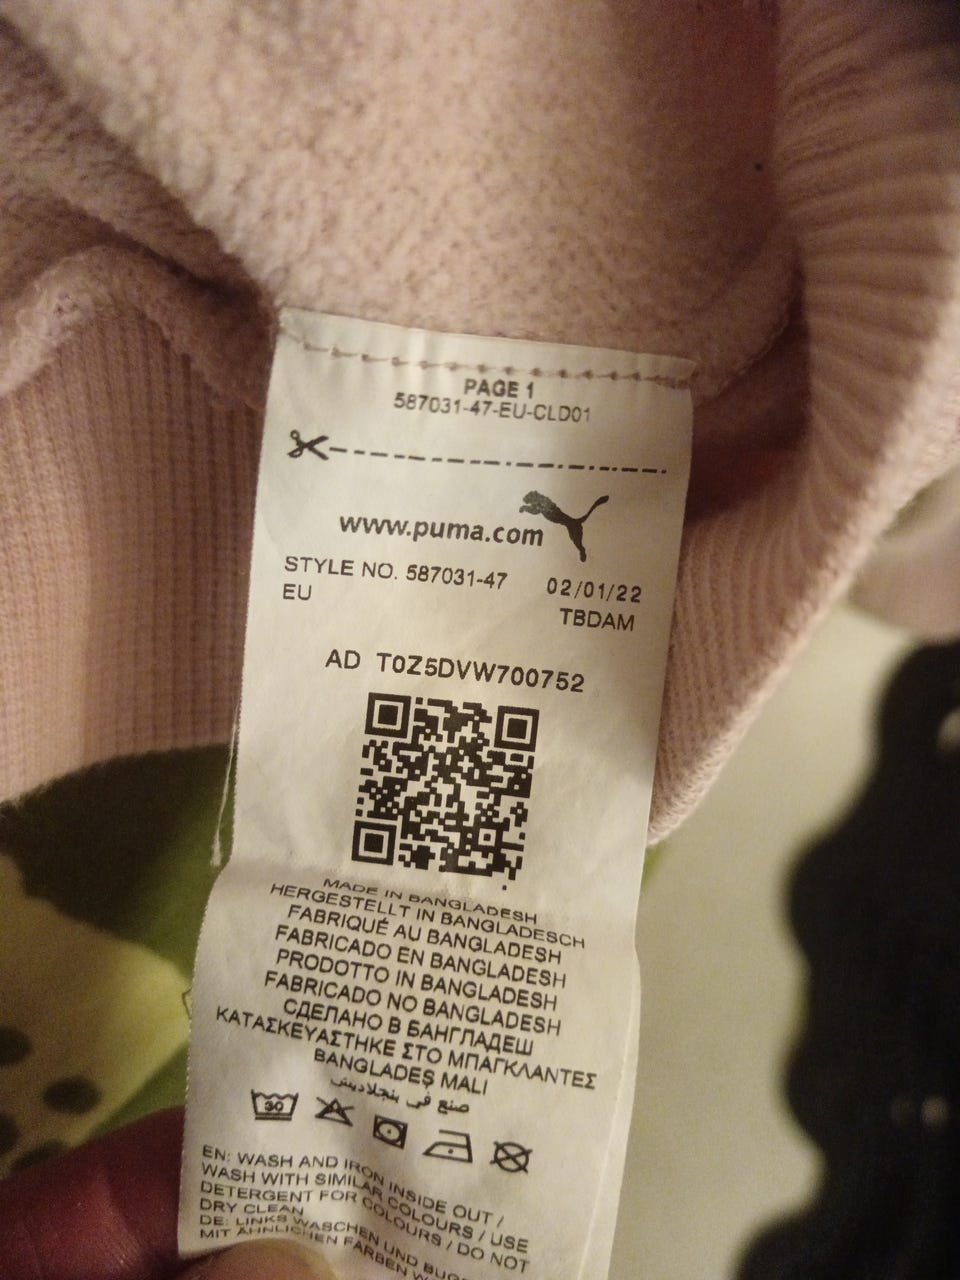 PAGE 1
587031-47-EU-CLD01
www.puma.com
STYLE NO. 587031-47 02/01/22
EU TBDAM
AD T0Z5DVW700752
MADE IN BANGLADESH
HERGESTELLT IN BANGLADESCH
FABRIQUÉ AU BANGLADESH
FABRICADO EN BANGLADESH
PRODOTTO IN BANGLADESH
FABRICADO NO BANGLADESH
СДЕЛАНО В БАНГЛАДЕШ
ΚΑΤΑΣΚΕΥΑΣΤΗΚΕ ΣΤΟ ΜΠΑΓΚΛΑΝΤΕΣ
BANGLADEŞ MALI
صنع في بنجلاديش
30
EN: WASH AND IRON INSIDE OUT /
WASH WITH SIMILAR COLOURS / USE
DETERGENT FOR COLOURS / DO NOT
DRY CLEAN
DE: LINKS WASCHEN UND
MIT ÄHNLICHEN FARBEN